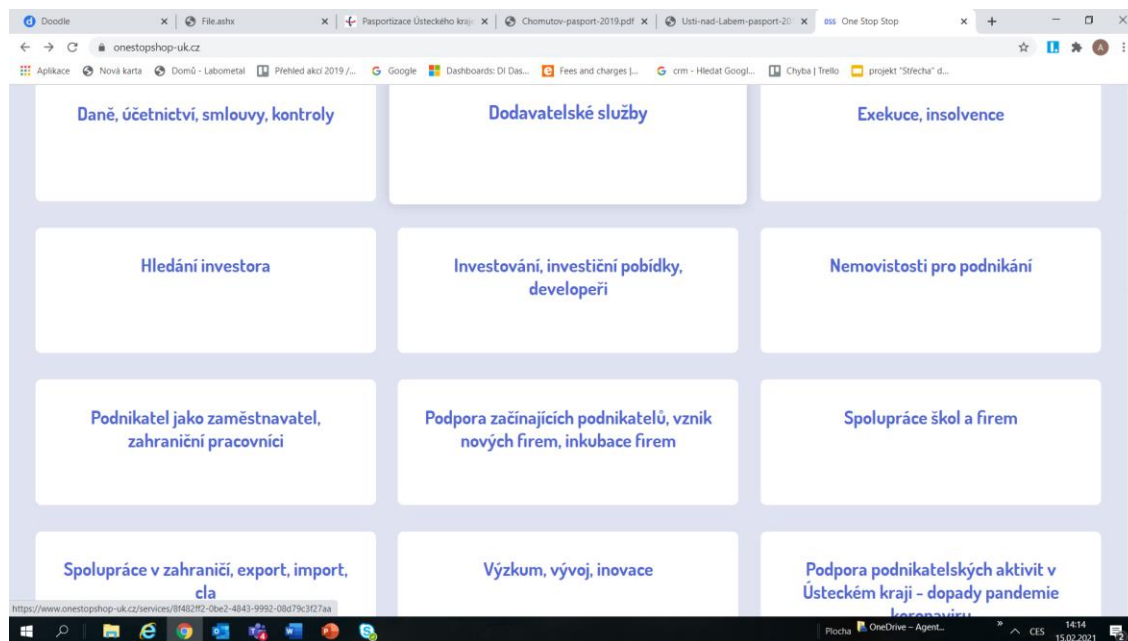 Doodle
File.ashx
Pasportizace Ústeckého kraje
Chomutov-pasport-2019.pdf
Usti-nad-Labem-pasport-20
oss One Stop Stop
onestopshop-uk.cz
A
Aplikace
Nová karta
Domů - Labometal
Přehled akcí 2019 /...
Google
Dashboards: DI Das...
Fees and charges |...
crm - Hledat Googl...
Chyba | Trello
projekt "Střecha" d...
Daně, účetnictví, smlouvy, kontroly
Dodavatelské služby
Exekuce, insolvence
Hledání investora
Investování, investiční pobídky,
developeři
Nemovistosti pro podnikání
Podnikatel jako zaměstnavatel,
zahraniční pracovníci
Podpora začínajících podnikatelů, vznik
nových firem, inkubace firem
Spolupráce škol a firem
Spolupráce v zahraničí, export, import,
cla
Výzkum, vývoj, inovace
Podpora podnikatelských aktivit v
Ústeckém kraji - dopady pandemie
koronaviru
https://www.onestopshop-uk.cz/services/8f482ff2-0be2-4843-9992-08d79c3f27aa
Plocha
OneDrive – Agent...
CES
14:14
15.02.2021
2